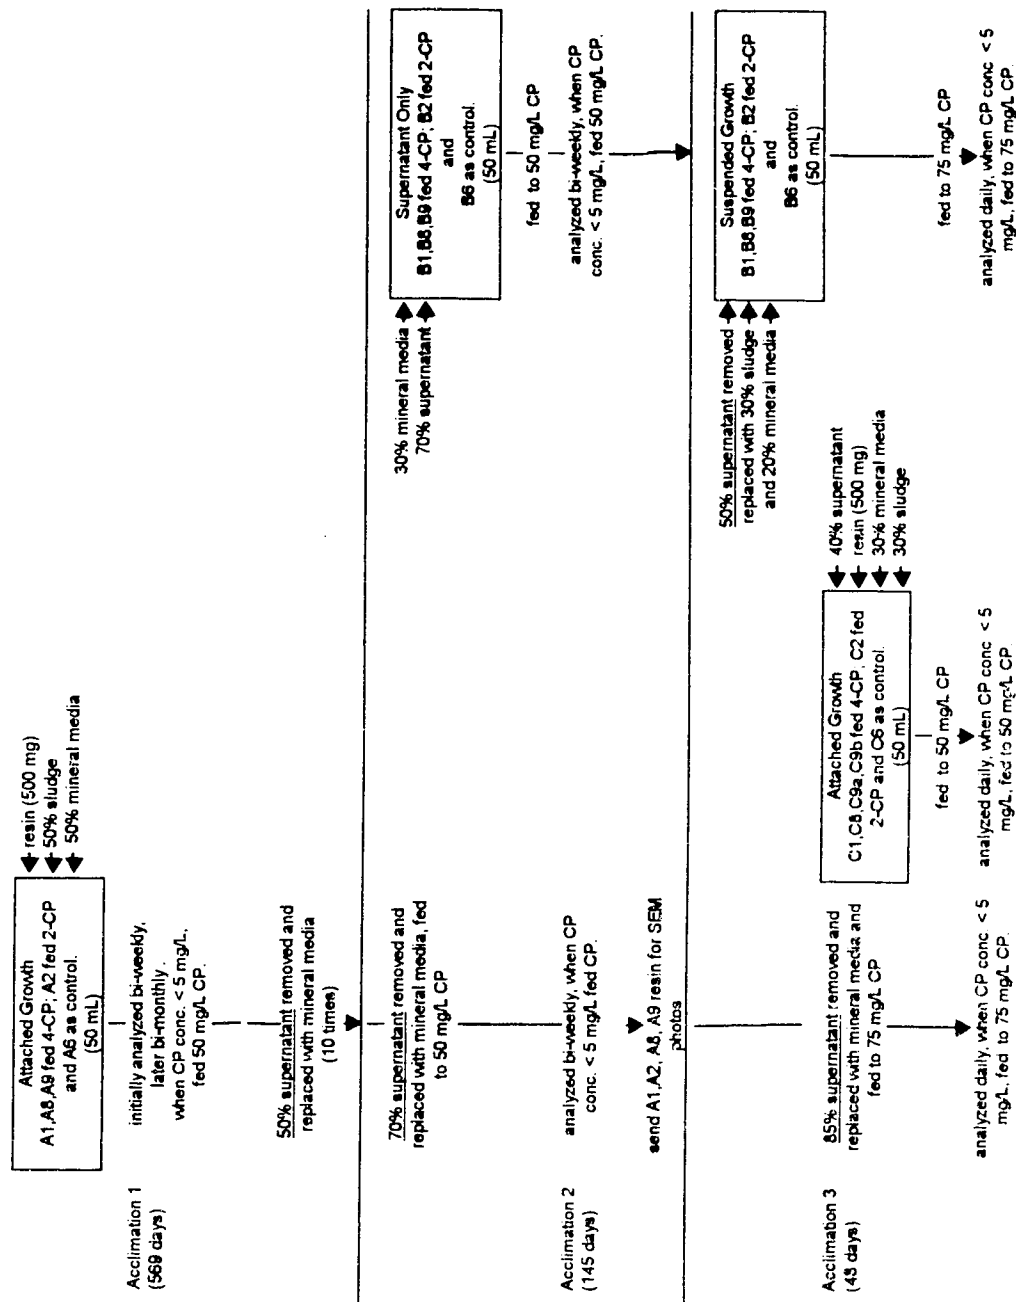 Acclimation 1
(569 days)
Attached Growth
A1,A8,A9 fed 4-CP; A2 fed 2-CP
and A6 as control.
(50 mL)
resin (500 mg)
50% sludge
50% mineral media
initially analyzed bi-weekly,
later bi-monthly.
when CP conc. < 5 mg/L,
fed 50 mg/L CP.
50% supernatant removed and
replaced with mineral media
(10 times)
Acclimation 2
(145 days)
70% supernatant removed and
replaced with mineral media, fed
to 50 mg/L CP
analyzed bi-weekly, when CP
conc. < 5 mg/L fed CP.
send A1,A2, A8, A9 resin for SEM
photos
30% mineral media
70% supernatant
Supernatant Only
B1,B8,B9 fed 4-CP; B2 fed 2-CP
and
B6 as control.
(50 mL)
fed to 50 mg/L CP
analyzed bi-weekly, when CP
conc. < 5 mg/L, fed 50 mg/L CP.
Acclimation 3
(48 days)
85% supernatant removed and
replaced with mineral media and
fed to 75 mg/L CP
analyzed daily, when CP conc < 5
mg/L, fed to 75 mg/L CP.
Attached Growth
C1,C8,C9a,C9b fed 4-CP, C2 fed
2-CP and C6 as control.
(50 mL)
40% supernatant
resin (500 mg)
30% mineral media
30% sludge
fed to 50 mg/L CP
analyzed daily, when CP conc < 5
mg/L, fed to 50 mg/L CP.
50% supernatant removed
replaced with 30% sludge
and 20% mineral media
Suspended Growth
B1,B8,B9 fed 4-CP; B2 fed 2-CP
and
B6 as control.
(50 mL)
fed to 75 mg/L CP
analyzed daily, when CP conc < 5
mg/L, fed to 75 mg/L CP.